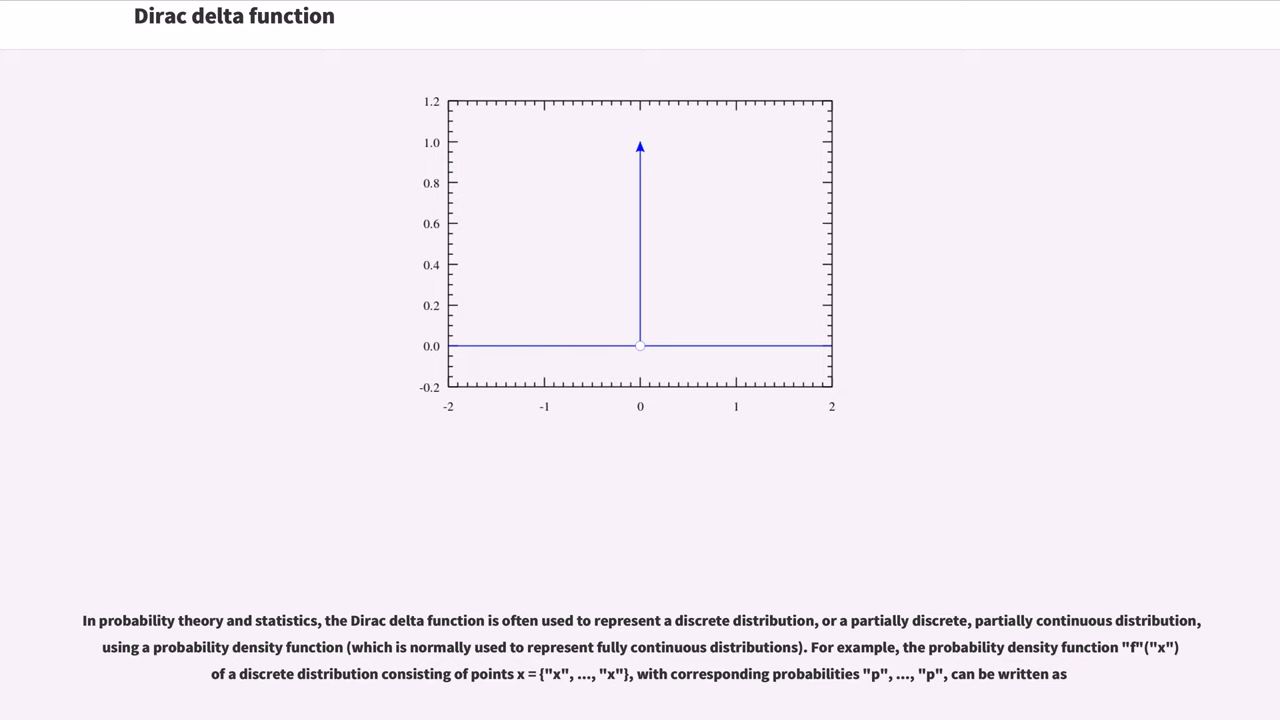 Dirac delta function
1.2
1.0
0.8
0.6
0.4
0.2
0.0
-0.2
-2 -1 0 1 2
In probability theory and statistics, the Dirac delta function is often used to represent a discrete distribution, or a partially discrete, partially continuous distribution,
using a probability density function (which is normally used to represent fully continuous distributions). For example, the probability density function "f"("x")
of a discrete distribution consisting of points x = {"x", ..., "x"}, with corresponding probabilities "p", ..., "p", can be written as